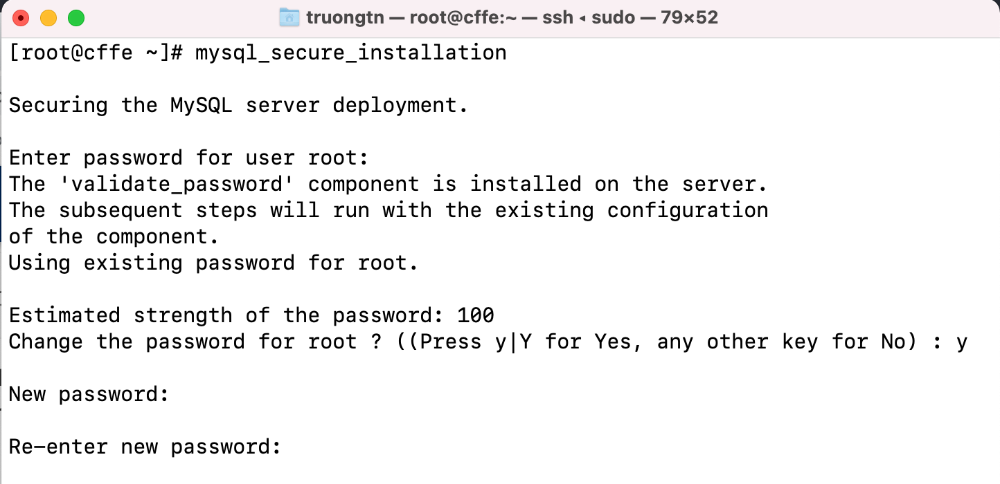 truongtn — root@cffe:~ — ssh ◂ sudo — 79×52
[root@cffe ~]# mysql_secure_installation
Securing the MySQL server deployment.
Enter password for user root:
The 'validate_password' component is installed on the server.
The subsequent steps will run with the existing configuration
of the component.
Using existing password for root.
Estimated strength of the password: 100
Change the password for root ? ((Press y|Y for Yes, any other key for No) : y
New password:
Re-enter new password: